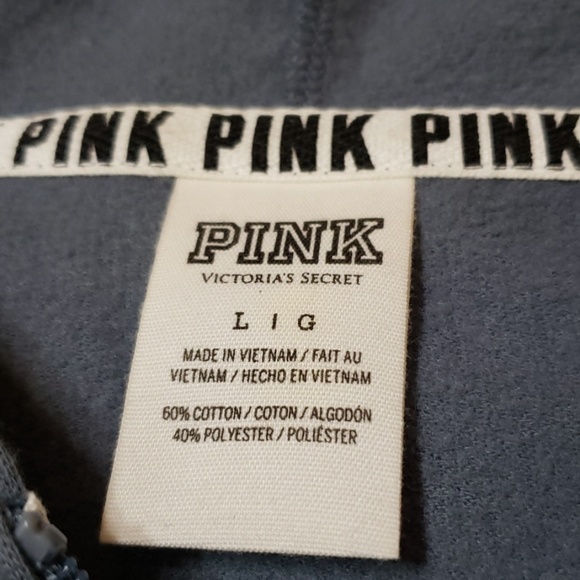 PINK PINK PINK
PINK
VICTORIA'S SECRET
L | G
MADE IN VIETNAM / FAIT AU
VIETNAM / HECHO EN VIETNAM
60% COTTON / COTON / ALGODÓN
40% POLYESTER / POLIÉSTER